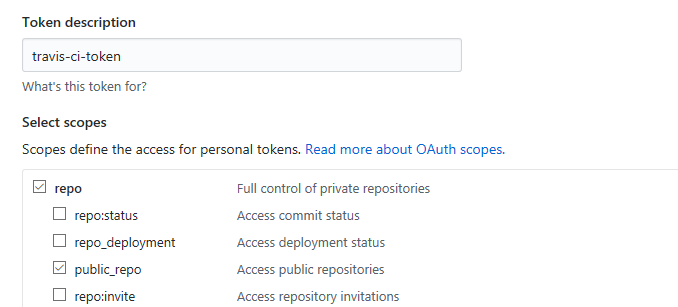 Token description
travis-ci-token
What's this token for?
Select scopes
Scopes define the access for personal tokens. Read more about OAuth scopes.
repo Full control of private repositories
repo:status Access commit status
repo_deployment Access deployment status
public_repo Access public repositories
repo:invite Access repository invitations